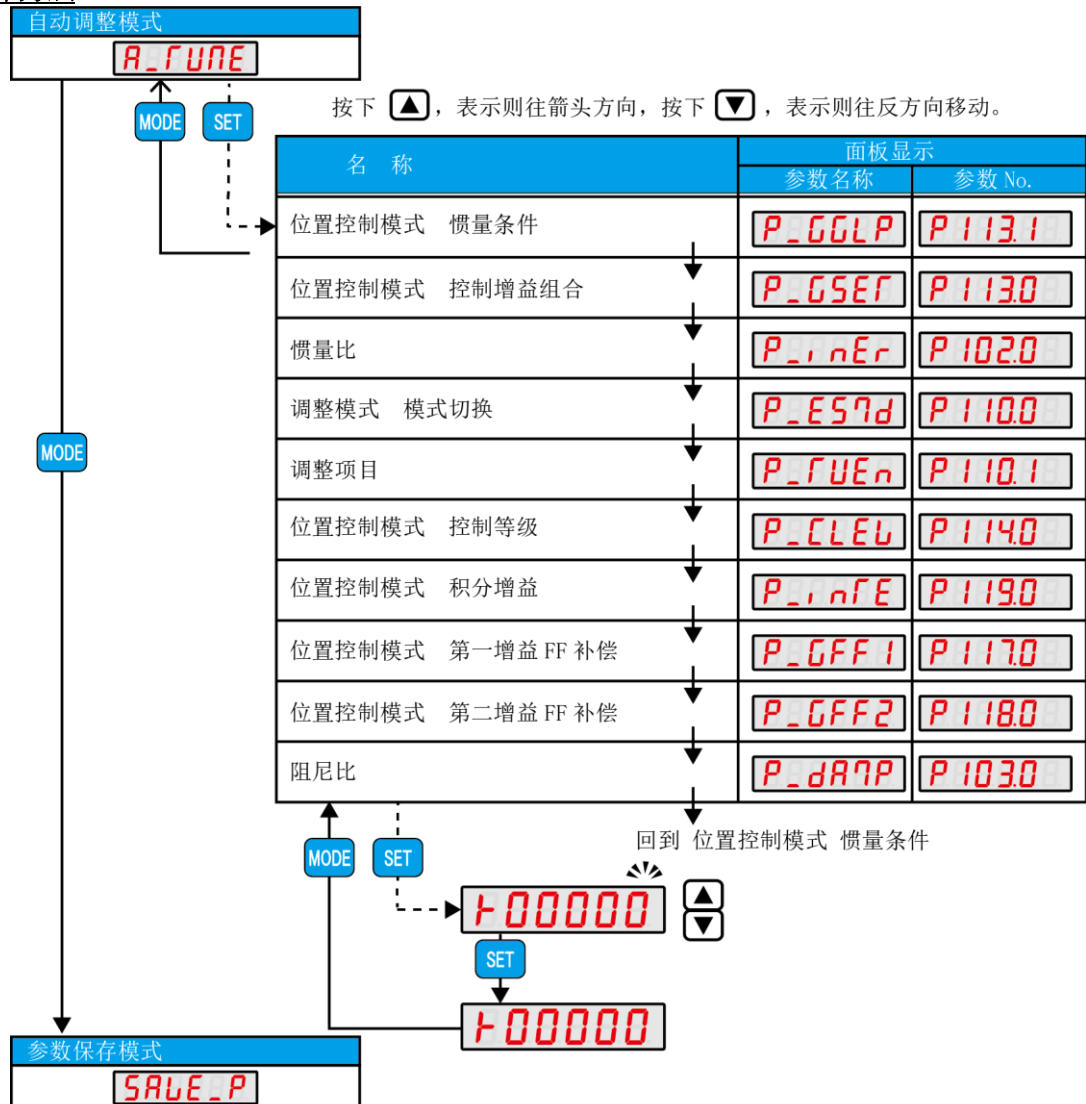 自动调整模式
A_TUNE
MODE SET
按下 ▲，表示则往箭头方向，按下 ▼，表示则往反方向移动。
名 称 面板显示
参数名称 参数 No.
位置控制模式 惯量条件 P_GGLP P113.1
位置控制模式 控制增益组合 P_GSET P113.0
惯量比 P_inEr P102.0
调整模式 模式切换 P_ESMd P110.0
MODE
调整项目 P_TUEn P110.1
位置控制模式 控制等级 P_CLEV P114.0
位置控制模式 积分增益 P_inTE P119.0
位置控制模式 第一增益 FF 补偿 P_GFF1 P117.0
位置控制模式 第二增益 FF 补偿 P_GFF2 P118.0
阻尼比 P_dAMP P103.0
回到 位置控制模式 惯量条件
MODE SET
┝00000
SET
┝00000
参数保存模式
SAVE_P